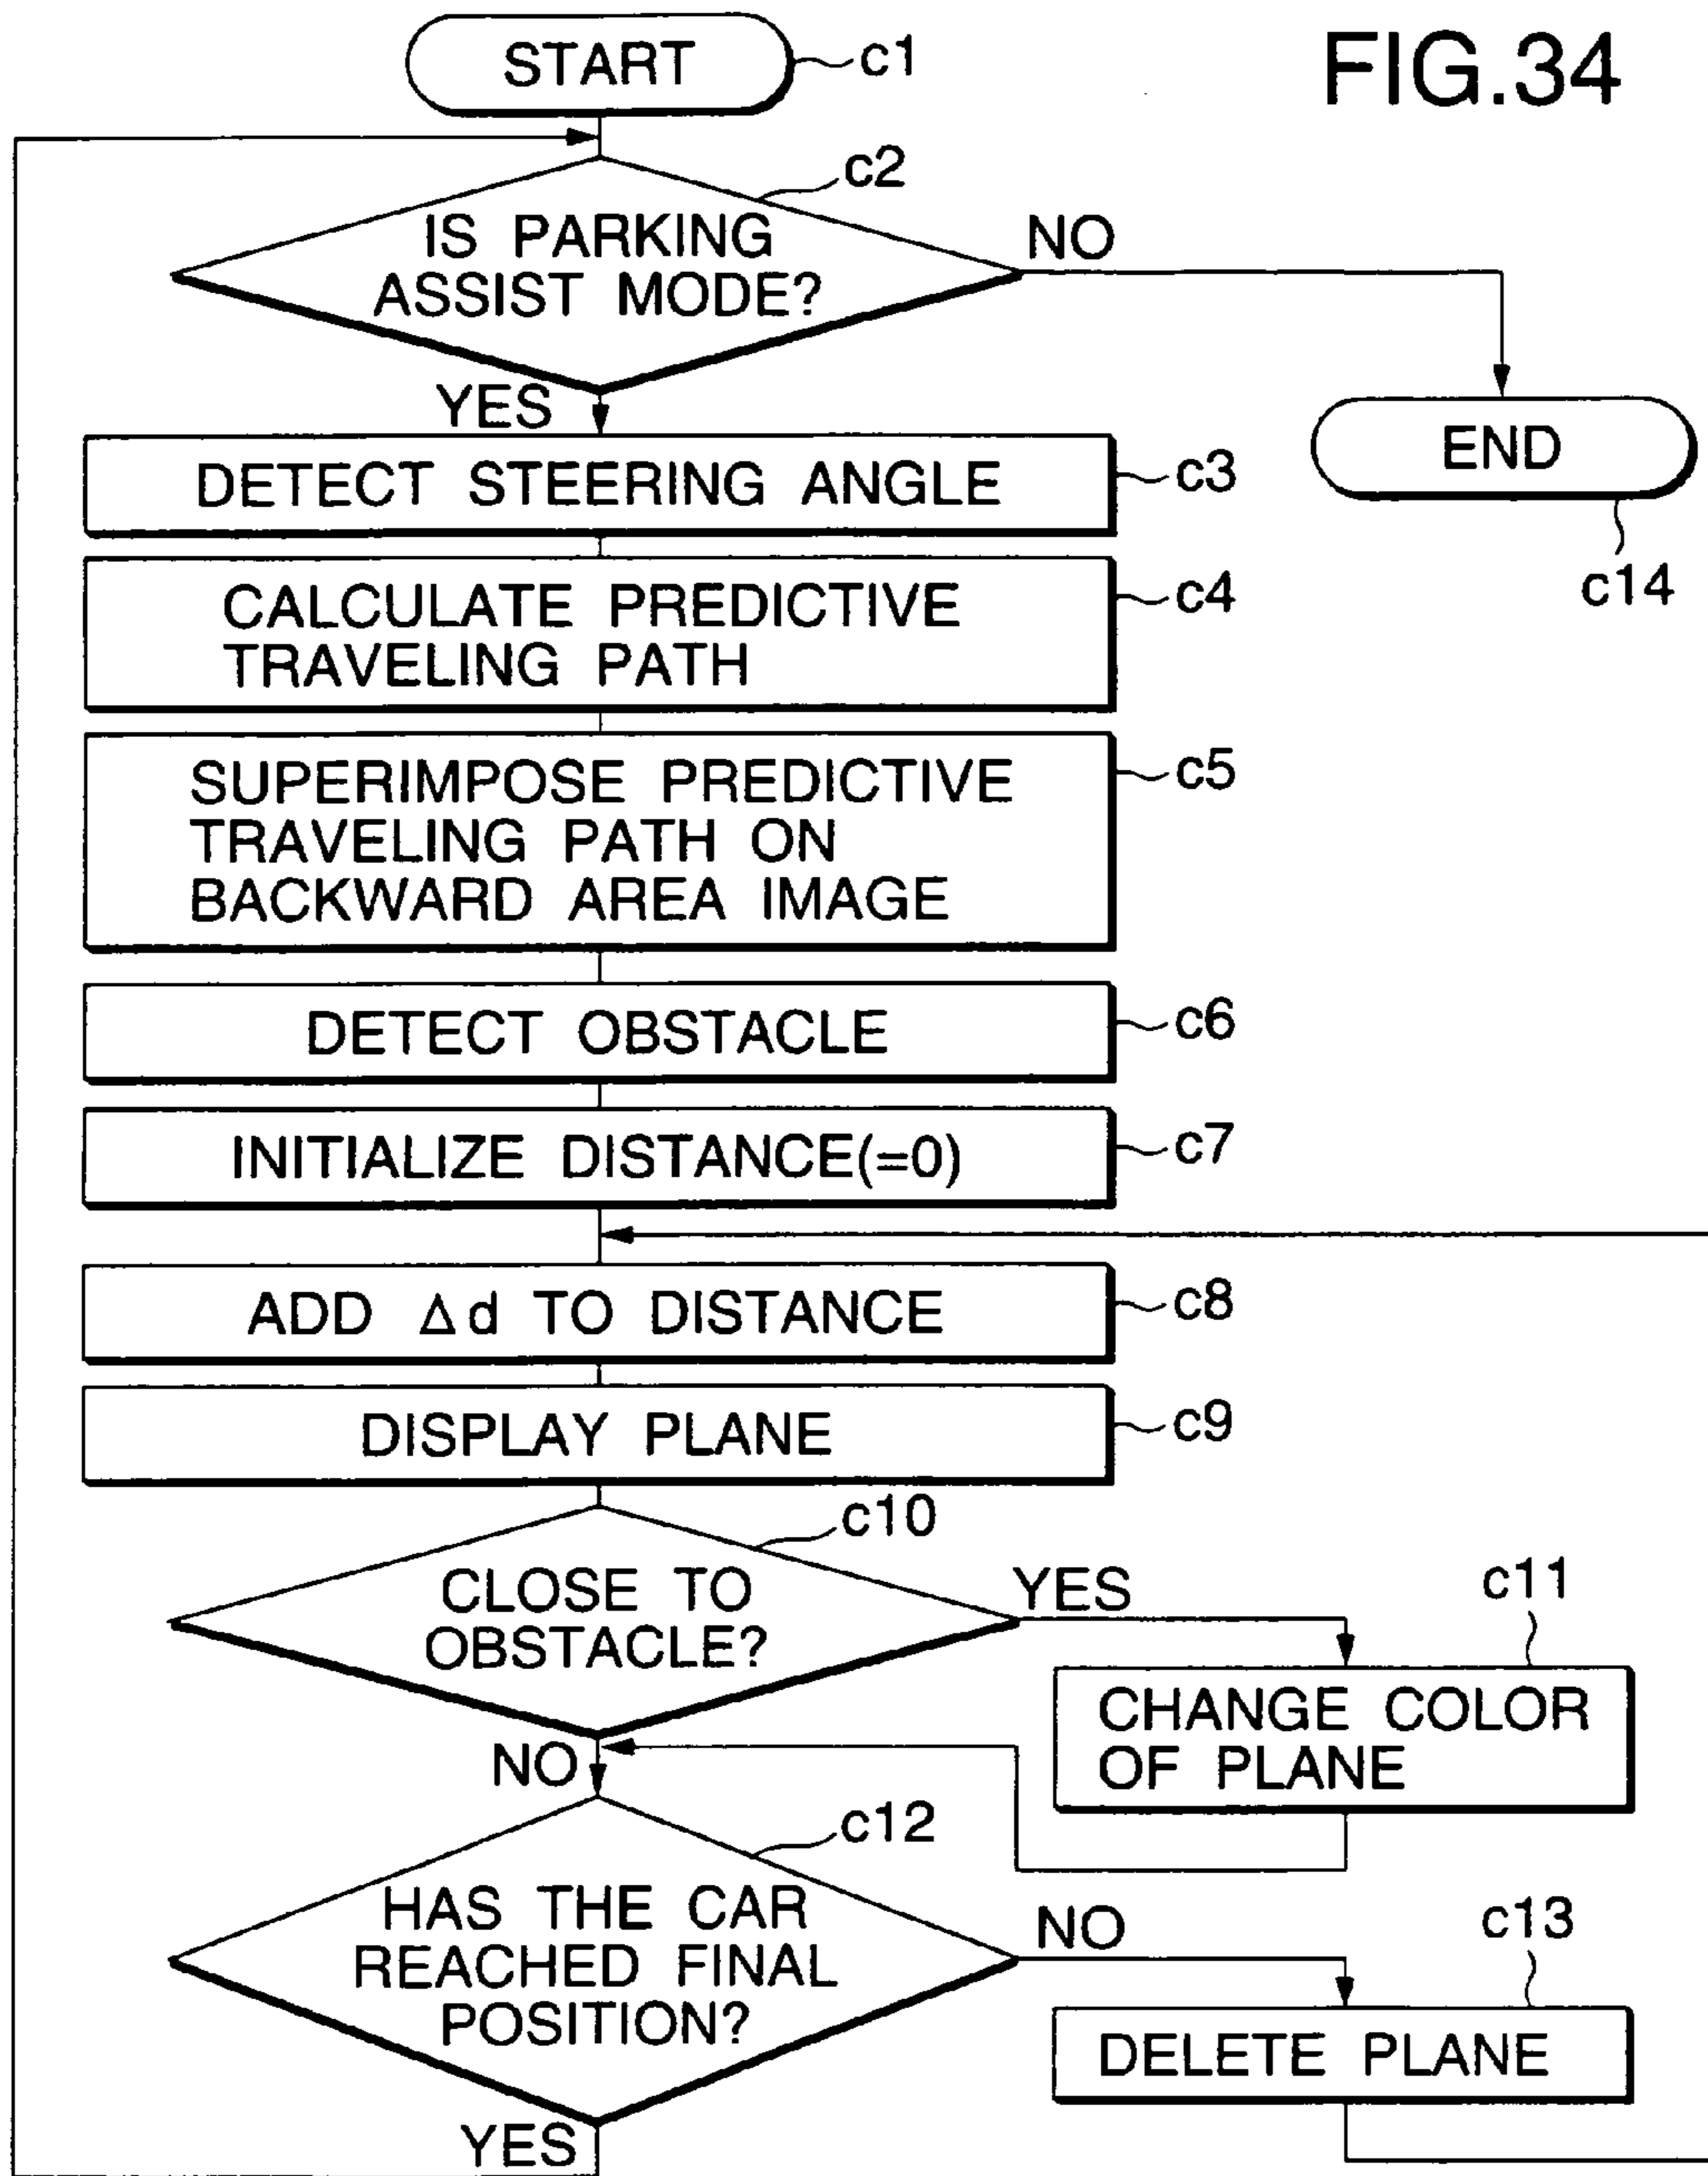 FIG.34
START
c1
c2
IS PARKING
ASSIST MODE?
NO
YES
END
c14
DETECT STEERING ANGLE
c3
CALCULATE PREDICTIVE
TRAVELING PATH
c4
SUPERIMPOSE PREDICTIVE
TRAVELING PATH ON
BACKWARD AREA IMAGE
c5
DETECT OBSTACLE
c6
INITIALIZE DISTANCE(=0)
c7
ADD Δd TO DISTANCE
c8
DISPLAY PLANE
c9
c10
CLOSE TO
OBSTACLE?
YES
c11
CHANGE COLOR
OF PLANE
NO
c12
HAS THE CAR
REACHED FINAL
POSITION?
NO
c13
DELETE PLANE
YES